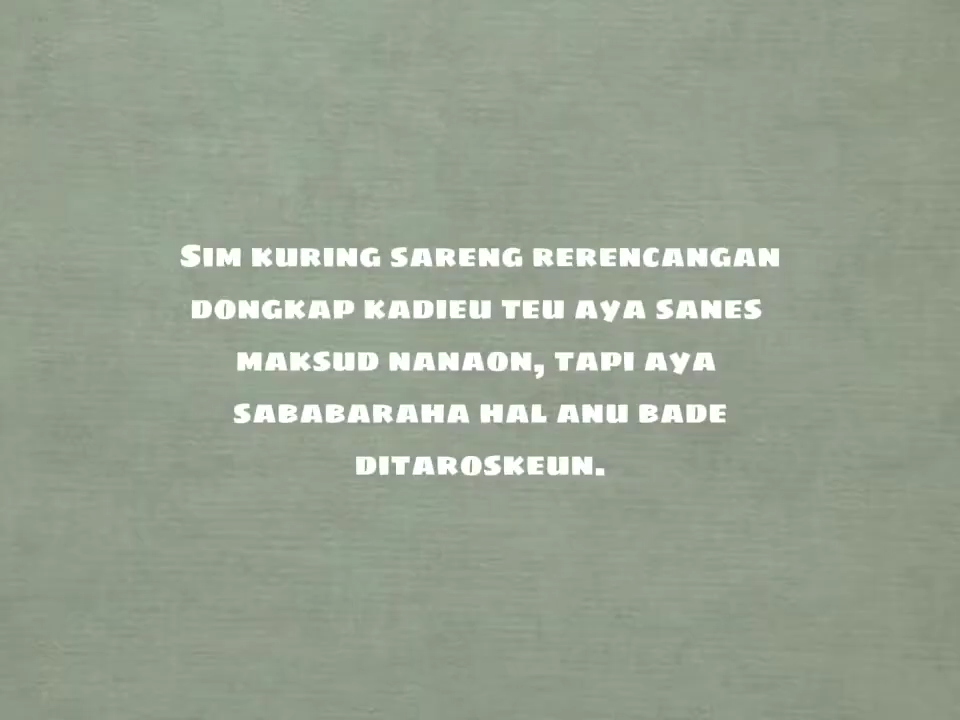 Sim kuring sareng rerencangan
dongkap kadieu teu aya sanes
maksud nanaon, tapi aya
sababaraha hal anu bade
ditaroskeun.